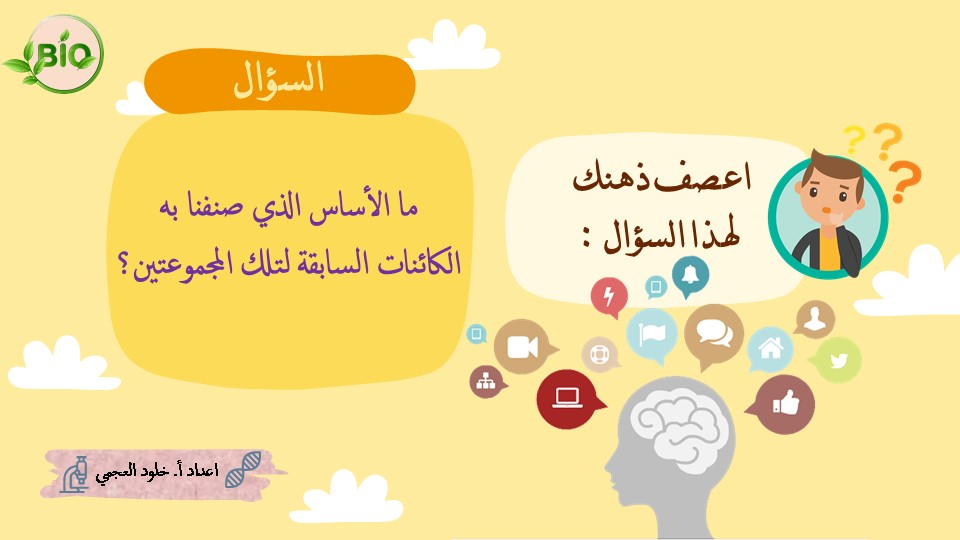 BIO
السؤال
اعصف ذهنك
لهذا السؤال :
ما الأساس الذي صنفنا به
الكائنات السابقة لتلك المجموعتين؟
اعداد أ. خلود العجمي